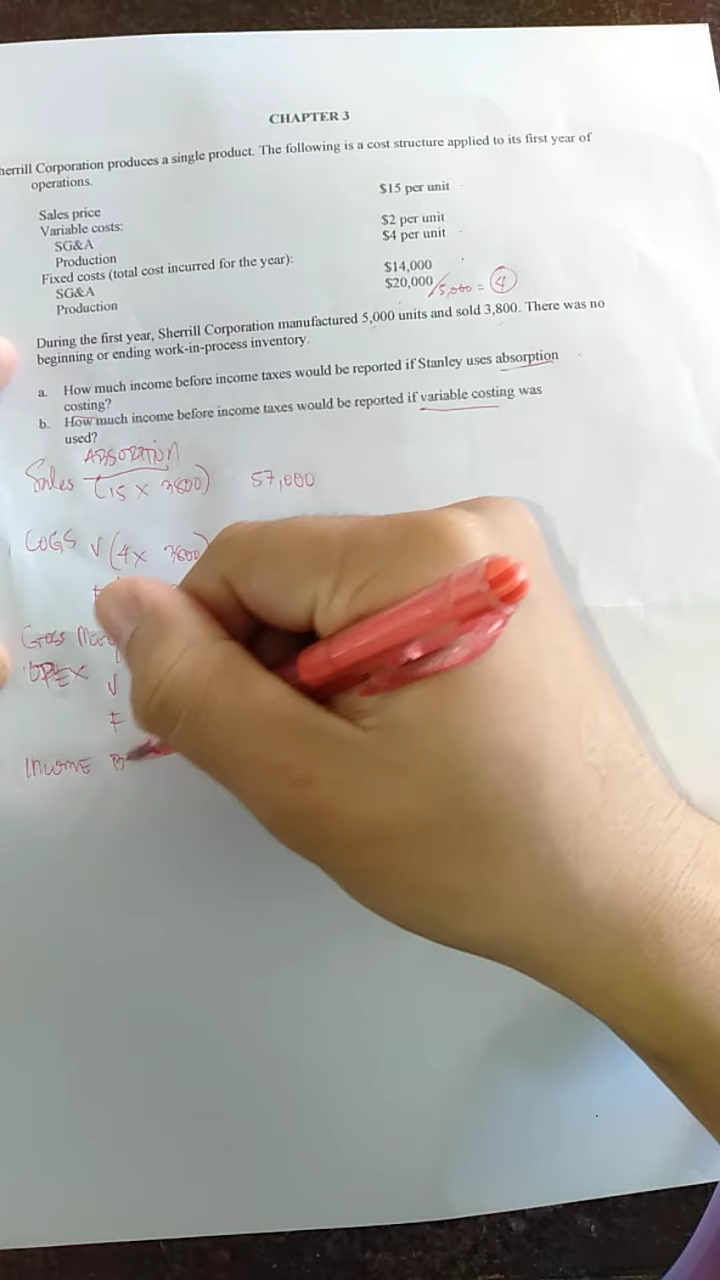 CHAPTER 3
herrill Corporation produces a single product. The following is a cost structure applied to its first year of
operations.
Sales price $15 per unit
Variable costs:
SG&A $2 per unit
Production $4 per unit
Fixed costs (total cost incurred for the year):
SG&A $14,000
Production $20,000 /5,000 = 4
During the first year, Sherrill Corporation manufactured 5,000 units and sold 3,800. There was no
beginning or ending work-in-process inventory.
a. How much income before income taxes would be reported if Stanley uses absorption
costing?
b. How much income before income taxes would be reported if variable costing was
used?
ABSORPTION
Sales (15 x 3800) 57,000
COGS V (4x 3800)
Gross
OPEX V
F
Income B